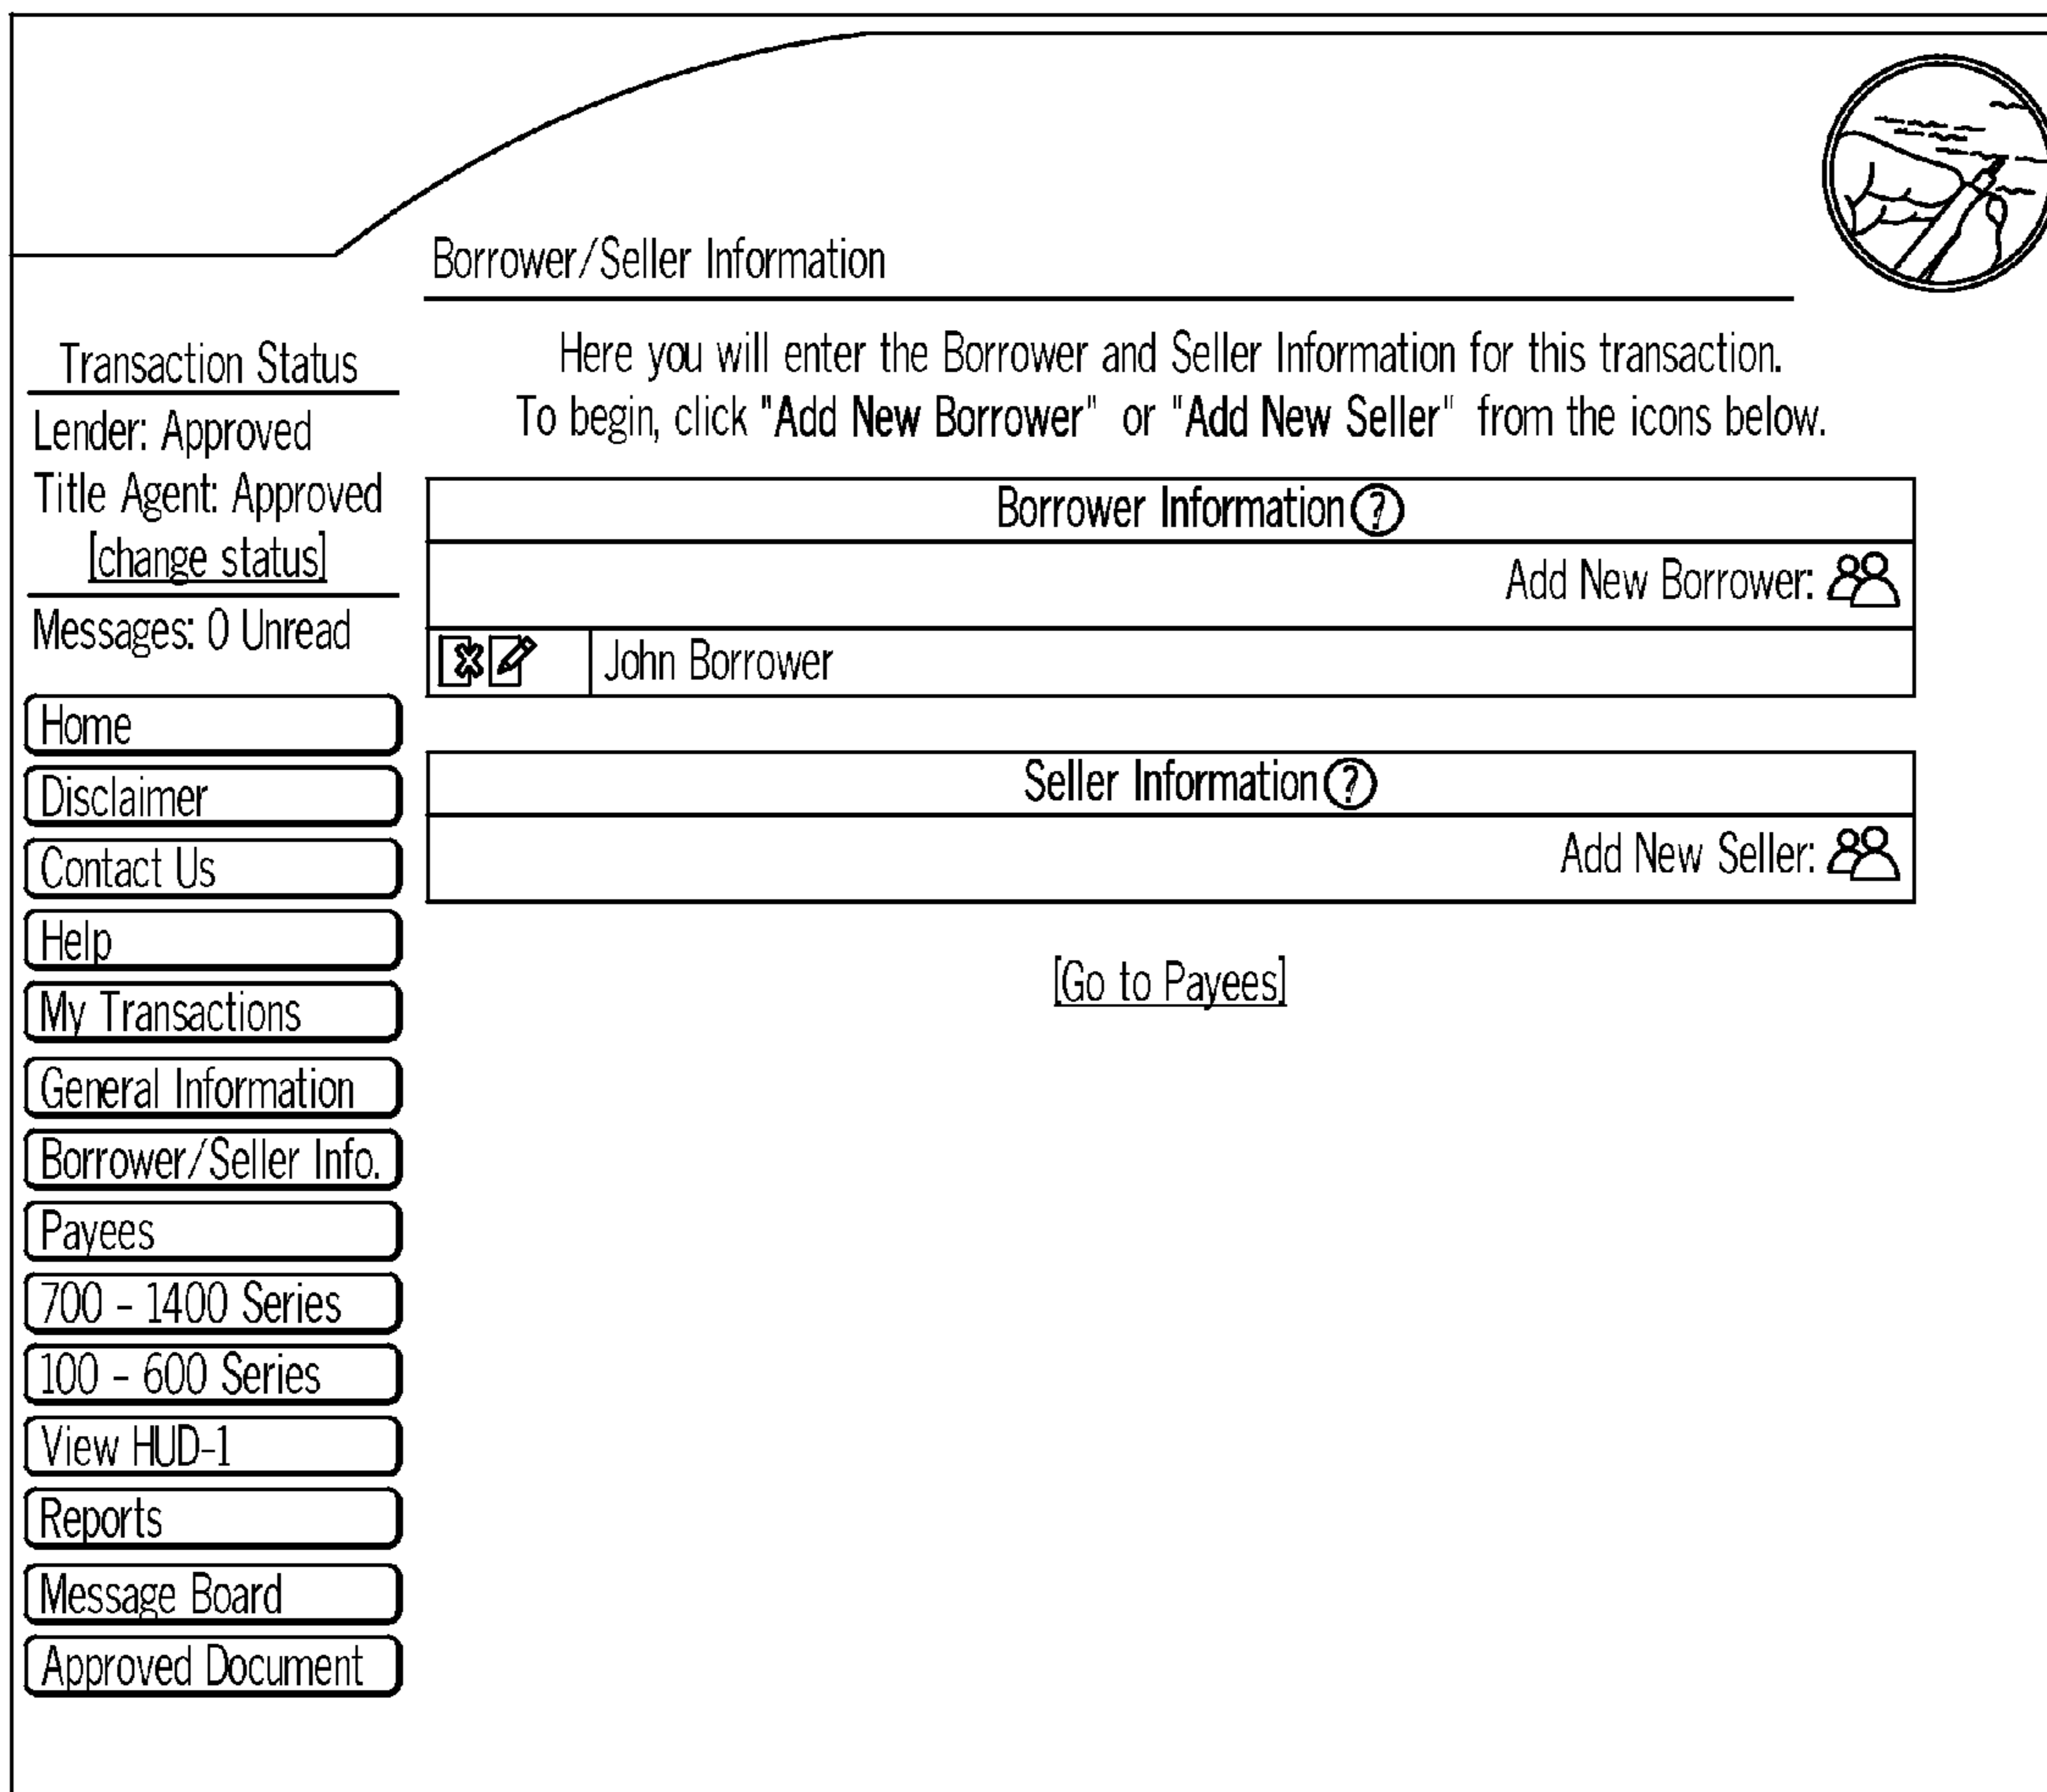 Borrower/Seller Information
Transaction Status
Lender: Approved
Title Agent: Approved
[change status]
Messages: 0 Unread
Home
Disclaimer
Contact Us
Help
My Transactions
General Information
Borrower/Seller Info.
Payees
700 - 1400 Series
100 - 600 Series
View HUD-1
Reports
Message Board
Approved Document
Here you will enter the Borrower and Seller Information for this transaction.
To begin, click "Add New Borrower" or "Add New Seller" from the icons below.
Borrower Information ?
Add New Borrower:
John Borrower
Seller Information ?
Add New Seller:
[Go to Payees]